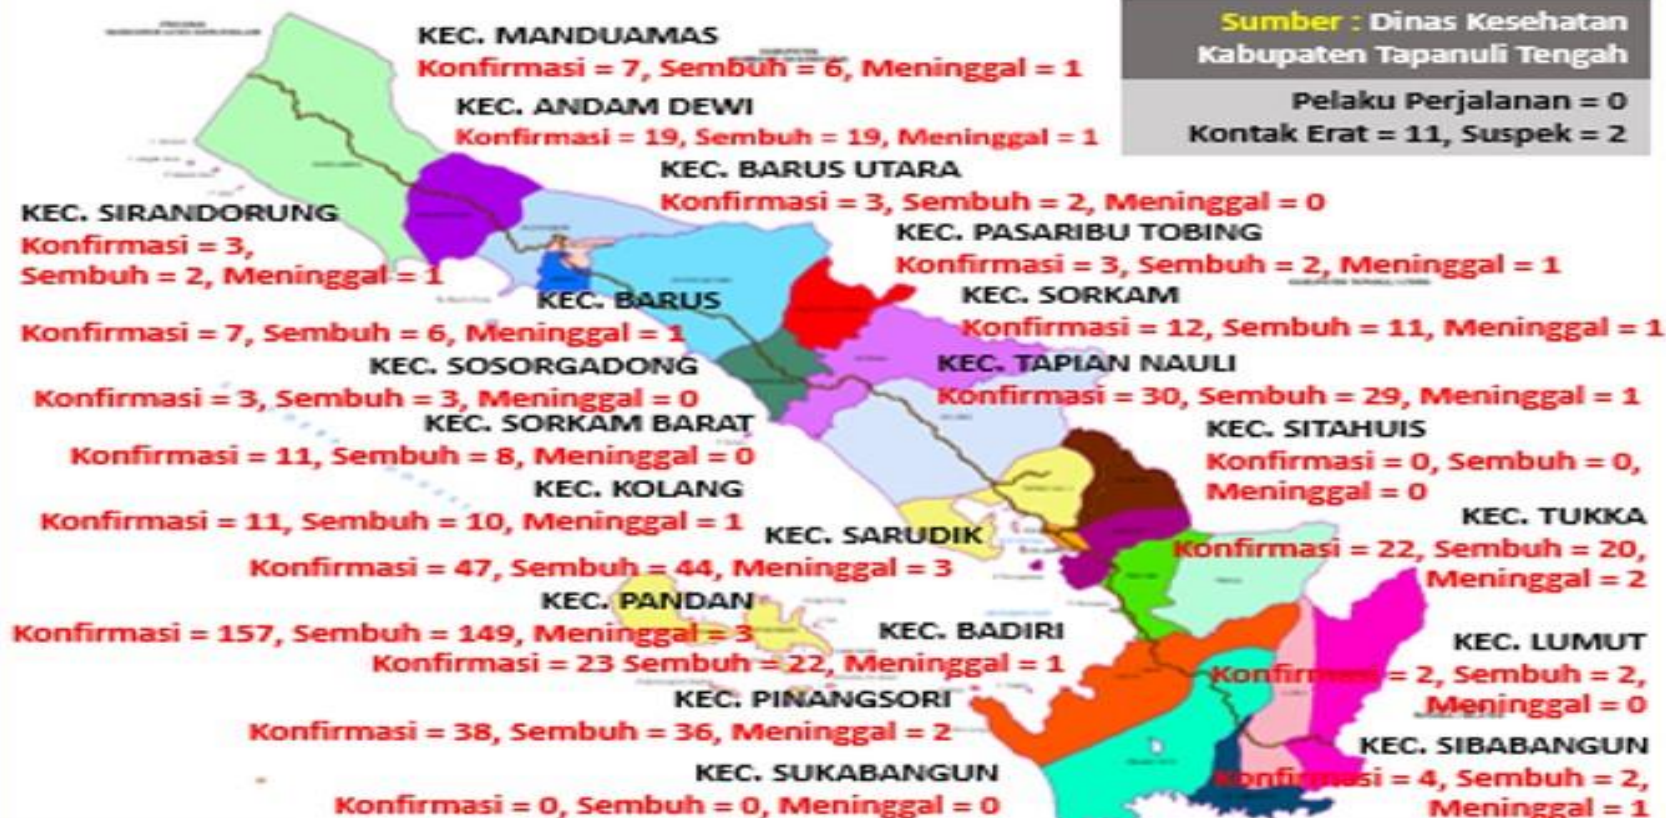 Sumber : Dinas Kesehatan
Kabupaten Tapanuli Tengah
Pelaku Perjalanan = 0
Kontak Erat = 11, Suspek = 2
KEC. MANDUAMAS
Konfirmasi = 7, Sembuh = 6, Meninggal = 1
KEC. ANDAM DEWI
Konfirmasi = 19, Sembuh = 19, Meninggal = 1
KEC. BARUS UTARA
Konfirmasi = 3, Sembuh = 2, Meninggal = 0
KEC. SIRANDORUNG
Konfirmasi = 3,
Sembuh = 2, Meninggal = 1
KEC. PASARIBU TOBING
Konfirmasi = 3, Sembuh = 2, Meninggal = 1
KEC. BARUS
Konfirmasi = 7, Sembuh = 6, Meninggal = 1
KEC. SORKAM
Konfirmasi = 12, Sembuh = 11, Meninggal = 1
KEC. SOSORGADONG
Konfirmasi = 3, Sembuh = 3, Meninggal = 0
KEC. TAPIAN NAULI
Konfirmasi = 30, Sembuh = 29, Meninggal = 1
KEC. SORKAM BARAT
Konfirmasi = 11, Sembuh = 8, Meninggal = 0
KEC. SITAHUIS
Konfirmasi = 0, Sembuh = 0,
Meninggal = 0
KEC. KOLANG
Konfirmasi = 11, Sembuh = 10, Meninggal = 1
KEC. TUKKA
Konfirmasi = 22, Sembuh = 20,
Meninggal = 2
KEC. SARUDIK
Konfirmasi = 47, Sembuh = 44, Meninggal = 3
KEC. PANDAN
Konfirmasi = 157, Sembuh = 149, Meninggal = 3
KEC. BADIRI
Konfirmasi = 23 Sembuh = 22, Meninggal = 1
KEC. LUMUT
Konfirmasi = 2, Sembuh = 2,
Meninggal = 0
KEC. PINANGSORI
Konfirmasi = 38, Sembuh = 36, Meninggal = 2
KEC. SIBABANGUN
Konfirmasi = 4, Sembuh = 2,
Meninggal = 1
KEC. SUKABANGUN
Konfirmasi = 0, Sembuh = 0, Meninggal = 0